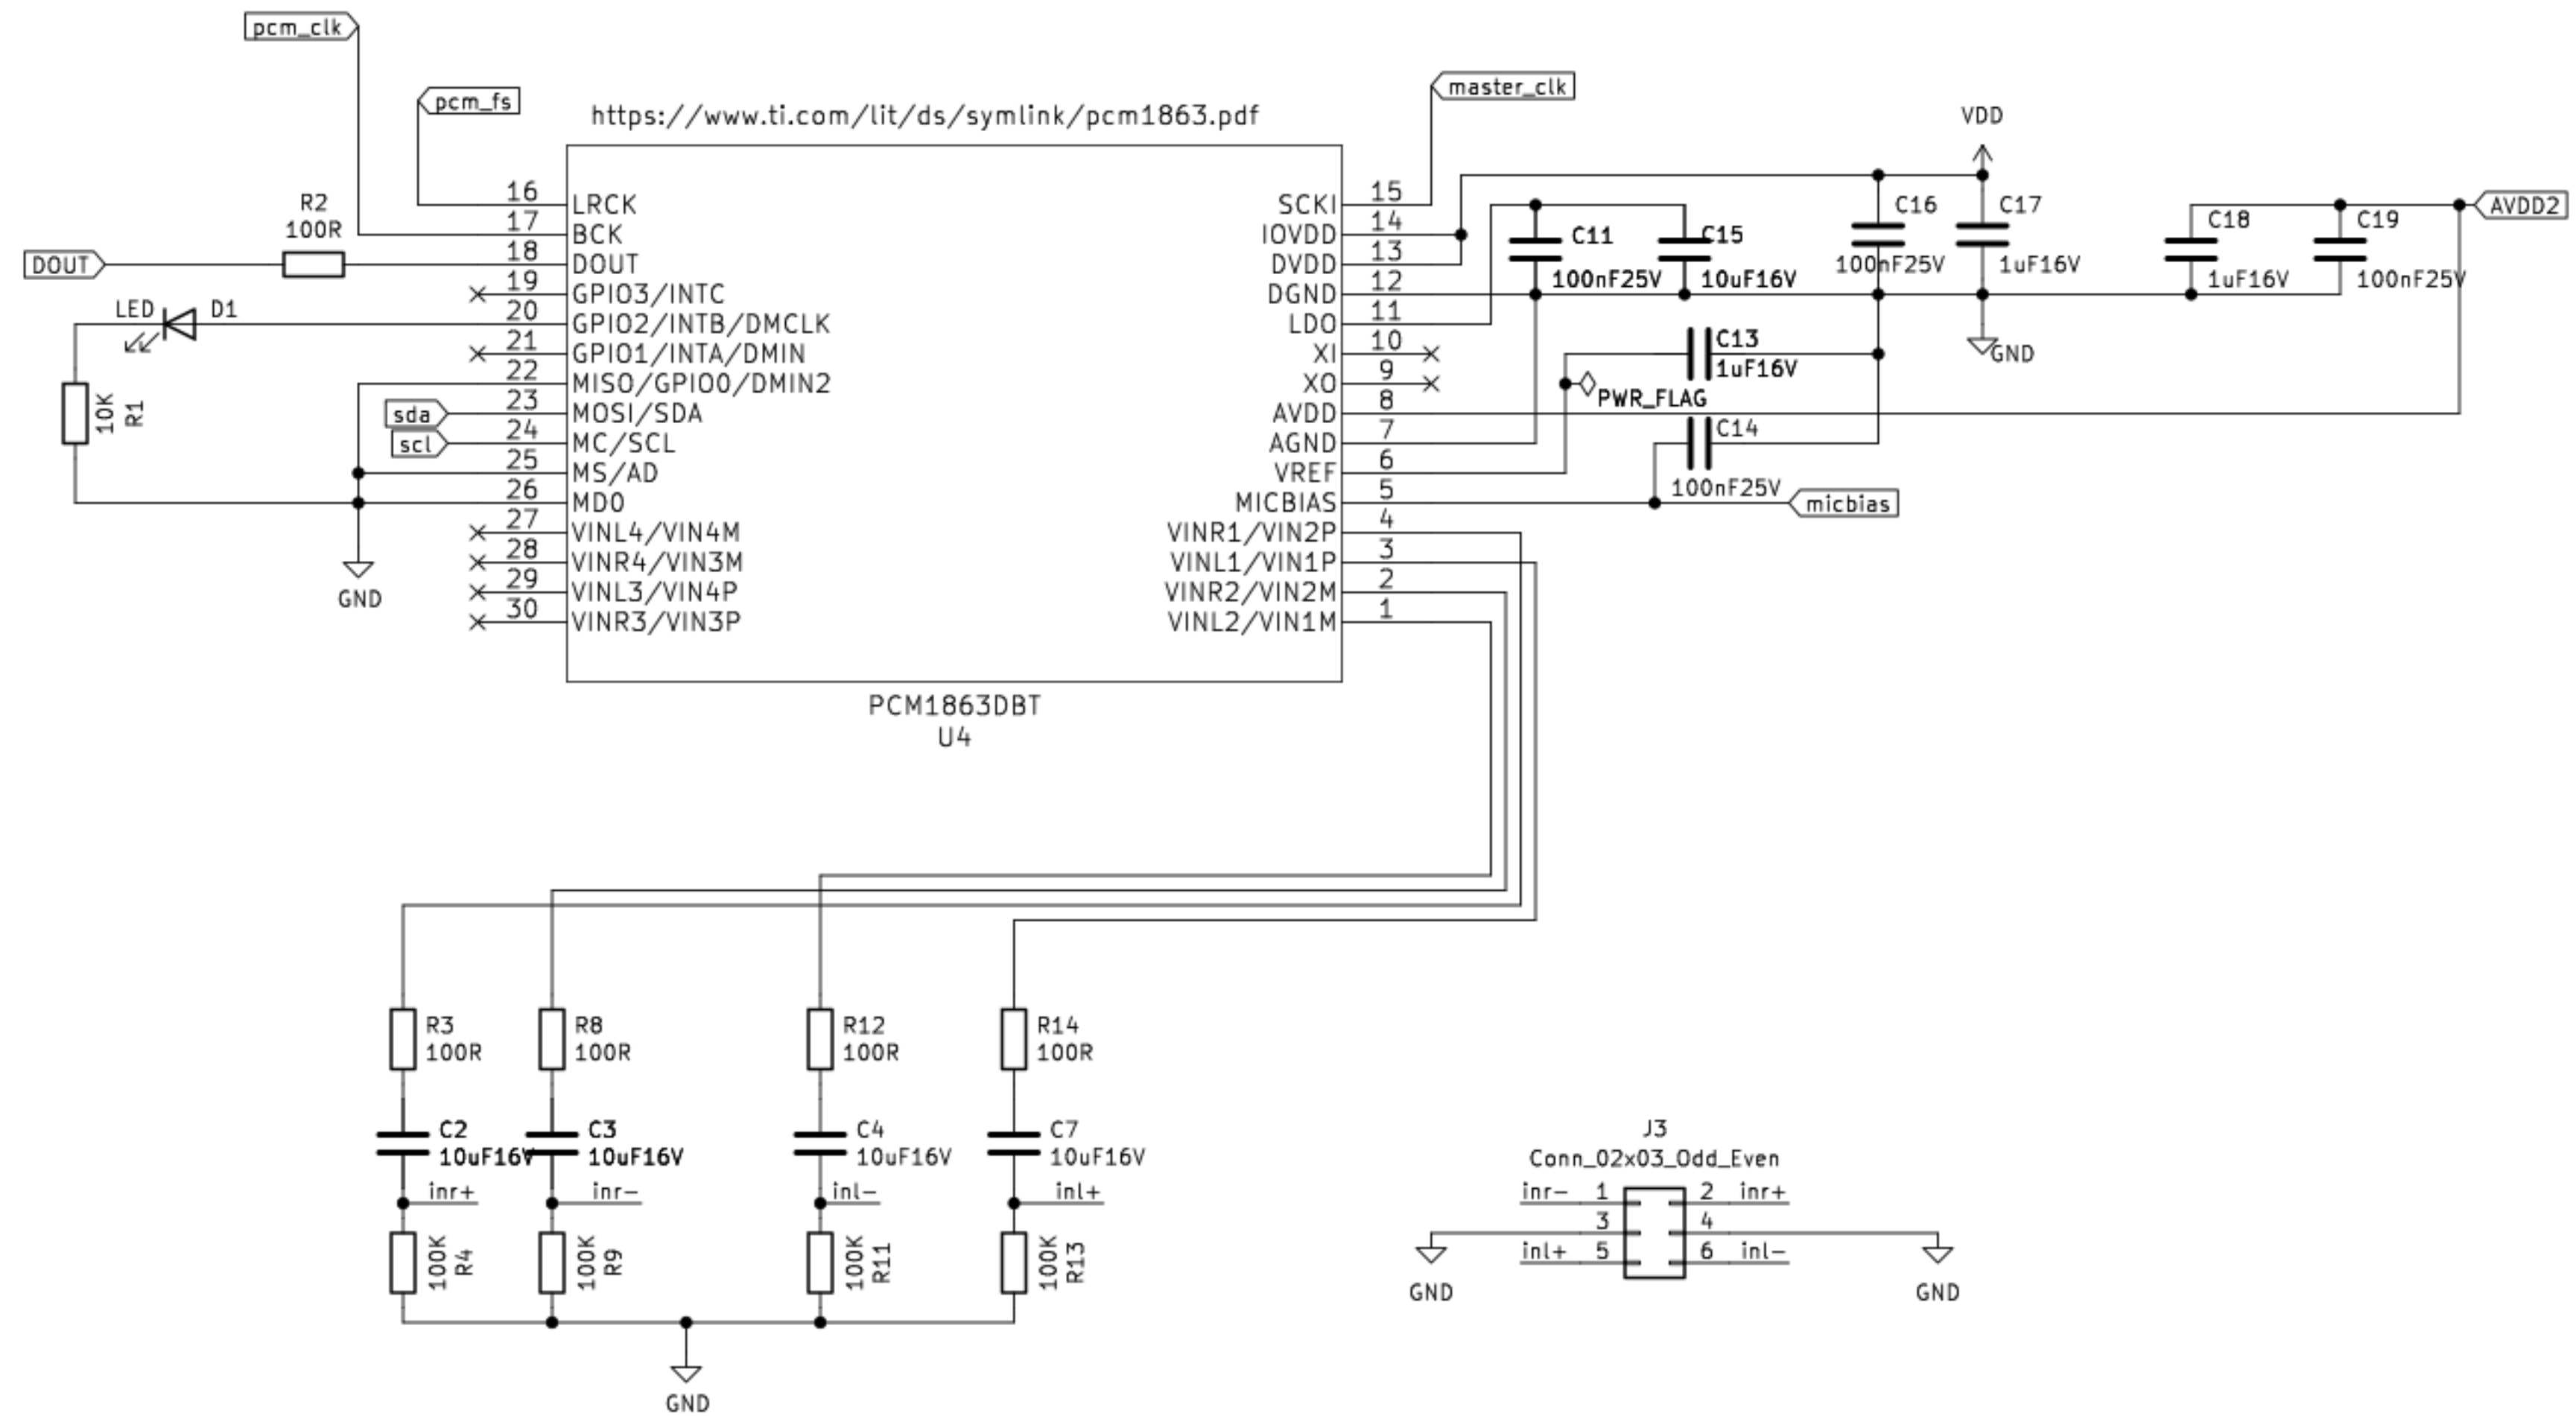 pcm_clk
pcm_fs
https://www.ti.com/lit/ds/symlink/pcm1863.pdf
master_clk
VDD
R2
100R
DOUT
LED
D1
10K
R1
sda
scl
GND
16 LRCK
17 BCK
18 DOUT
19 GPIO3/INTC
20 GPIO2/INTB/DMCLK
21 GPIO1/INTA/DMIN
22 MISO/GPIO0/DMIN2
23 MOSI/SDA
24 MC/SCL
25 MS/AD
26 MD0
27 VINL4/VIN4M
28 VINR4/VIN3M
29 VINL3/VIN4P
30 VINR3/VIN3P
SCKI 15
IOVDD 14
DVDD 13
DGND 12
LDO 11
XI 10
XO 9
AVDD 8
AGND 7
VREF 6
MICBIAS 5
VINR1/VIN2P 4
VINL1/VIN1P 3
VINR2/VIN2M 2
VINL2/VIN1M 1
PCM1863DBT
U4
C11
100nF25V
C15
10uF16V
C16
100nF25V
C17
1uF16V
C18
1uF16V
C19
100nF25V
AVDD2
GND
C13
1uF16V
PWR_FLAG
C14
100nF25V
micbias
R3
100R
R8
100R
R12
100R
R14
100R
C2
10uF16V
C3
10uF16V
C4
10uF16V
C7
10uF16V
inr+
inr-
inl-
inl+
100K
R4
100K
R9
100K
R11
100K
R13
GND
J3
Conn_02x03_Odd_Even
inr- 1 2 inr+
3 4
inl+ 5 6 inl-
GND
GND